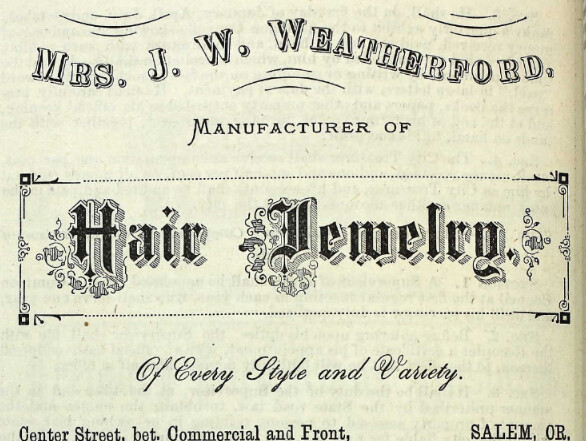 MRS. J. W. WEATHERFORD,
MANUFACTURER OF
Hair Jewelry.
Of Every Style and Variety.
Center Street, bet. Commercial and Front, SALEM, OR,